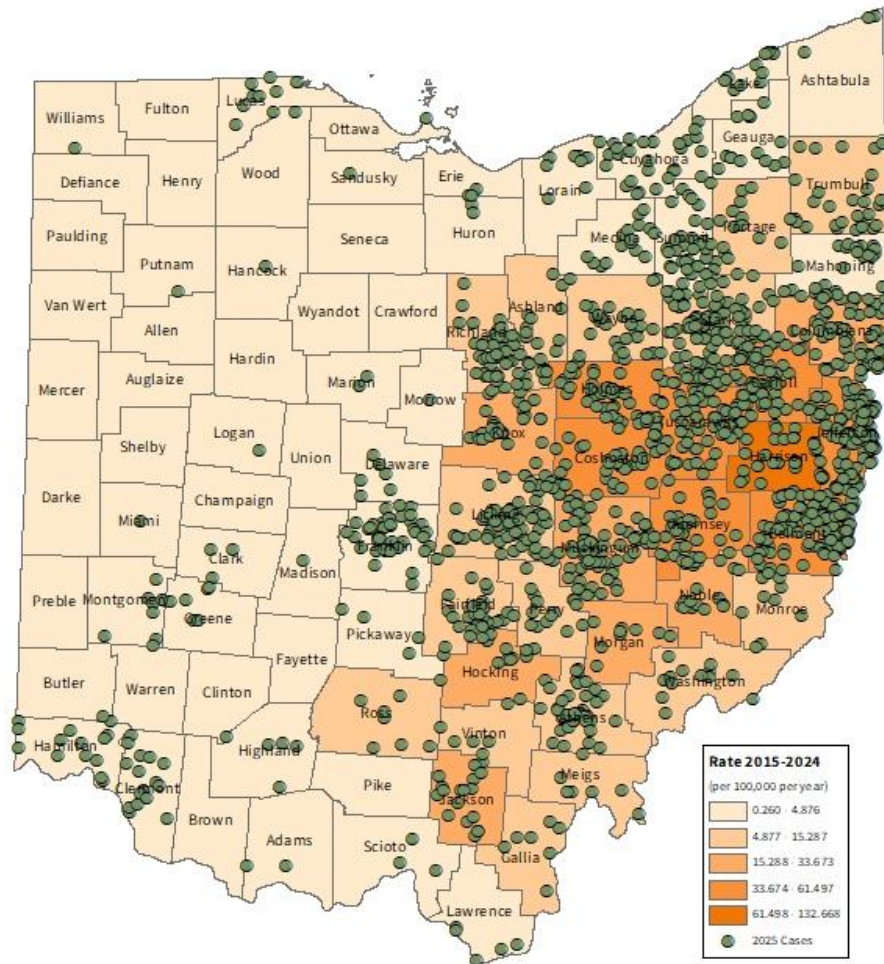 Ashtabula
Lake
Geauga
Williams
Fulton
Lucas
Ottawa
Cuyahoga
Trumbull
Defiance
Henry
Wood
Sandusky
Erie
Lorain
Portage
Paulding
Seneca
Huron
Medina
Summit
Mahoning
Putnam
Hancock
Van Wert
Wyandot
Crawford
Richland
Ashland
Wayne
Stark
Columbiana
Allen
Hardin
Mercer
Auglaize
Marion
Morrow
Holmes
Carroll
Logan
Knox
Tuscarawas
Jefferson
Shelby
Union
Delaware
Coshocton
Harrison
Darke
Champaign
Miami
Licking
Guernsey
Franklin
Muskingum
Belmont
Clark
Madison
Preble
Montgomery
Greene
Fairfield
Perry
Noble
Monroe
Pickaway
Morgan
Fayette
Hocking
Butler
Warren
Clinton
Washington
Ross
Athens
Hamilton
Highland
Vinton
Meigs
Clermont
Pike
Jackson
Brown
Adams
Scioto
Gallia
Lawrence
Rate 2015-2024
(per 100,000 per year)
0.260 - 4.876
4.877 - 15.287
15.288 - 33.673
33.674 - 61.497
61.498 - 132.668
2025 Cases